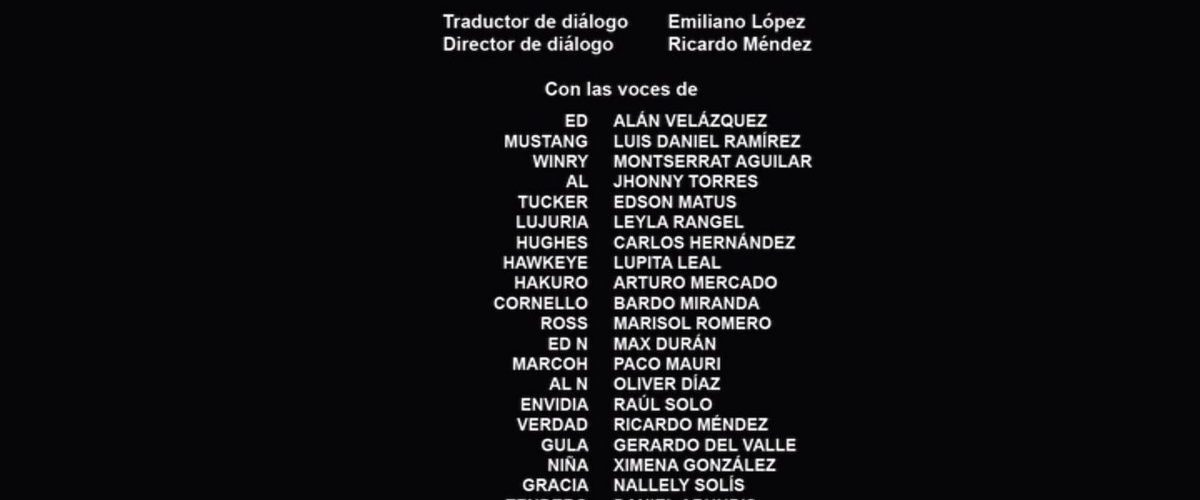 Traductor de diálogo Emiliano López
Director de diálogo Ricardo Méndez
Con las voces de
ED ALÁN VELÁZQUEZ
MUSTANG LUIS DANIEL RAMÍREZ
WINRY MONTSERRAT AGUILAR
AL JHONNY TORRES
TUCKER EDSON MATUS
LUJURIA LEYLA RANGEL
HUGHES CARLOS HERNÁNDEZ
HAWKEYE LUPITA LEAL
HAKURO ARTURO MERCADO
CORNELLO BARDO MIRANDA
ROSS MARISOL ROMERO
ED N MAX DURÁN
MARCOH PACO MAURI
AL N OLIVER DÍAZ
ENVIDIA RAÚL SOLO
VERDAD RICARDO MÉNDEZ
GULA GERARDO DEL VALLE
NIÑA XIMENA GONZÁLEZ
GRACIA NALLELY SOLÍS